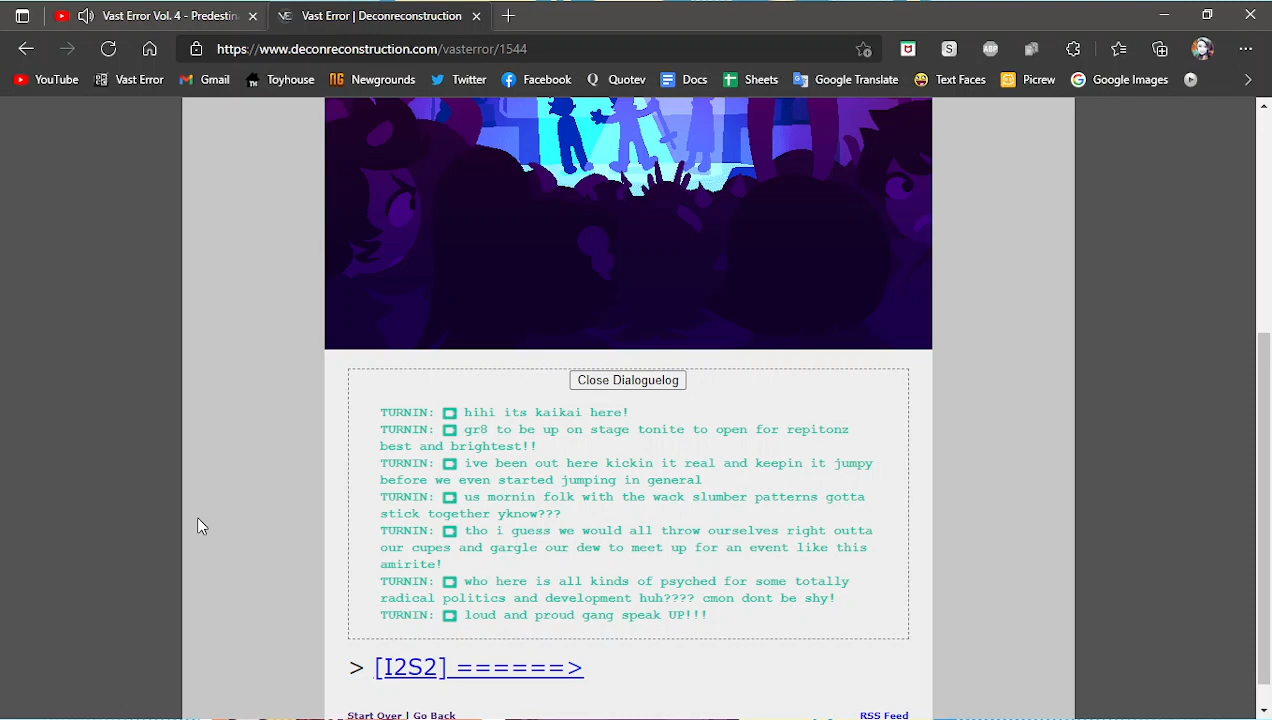 Vast Error Vol. 4 - Predestin
Vast Error | Deconreconstruction
https://www.deconreconstruction.com/vasterror/1544
YouTube Vast Error Gmail Toyhouse Newgrounds Twitter Facebook Quotev Docs Sheets Google Translate Text Faces Picrew Google Images
Close Dialoguelog
TURNIN: hihi its kaikai here!
TURNIN: gr8 to be up on stage tonite to open for repitonz
best and brightest!!
TURNIN: ive been out here kickin it real and keepin it jumpy
before we even started jumping in general
TURNIN: us mornin folk with the wack slumber patterns gotta
stick together yknow???
TURNIN: tho i guess we would all throw ourselves right outta
our cupes and gargle our dew to meet up for an event like this
amirite!
TURNIN: who here is all kinds of psyched for some totally
radical politics and development huh???? cmon dont be shy!
TURNIN: loud and proud gang speak UP!!!
> [I2S2] ======>
Start Over | Go Back
RSS Feed